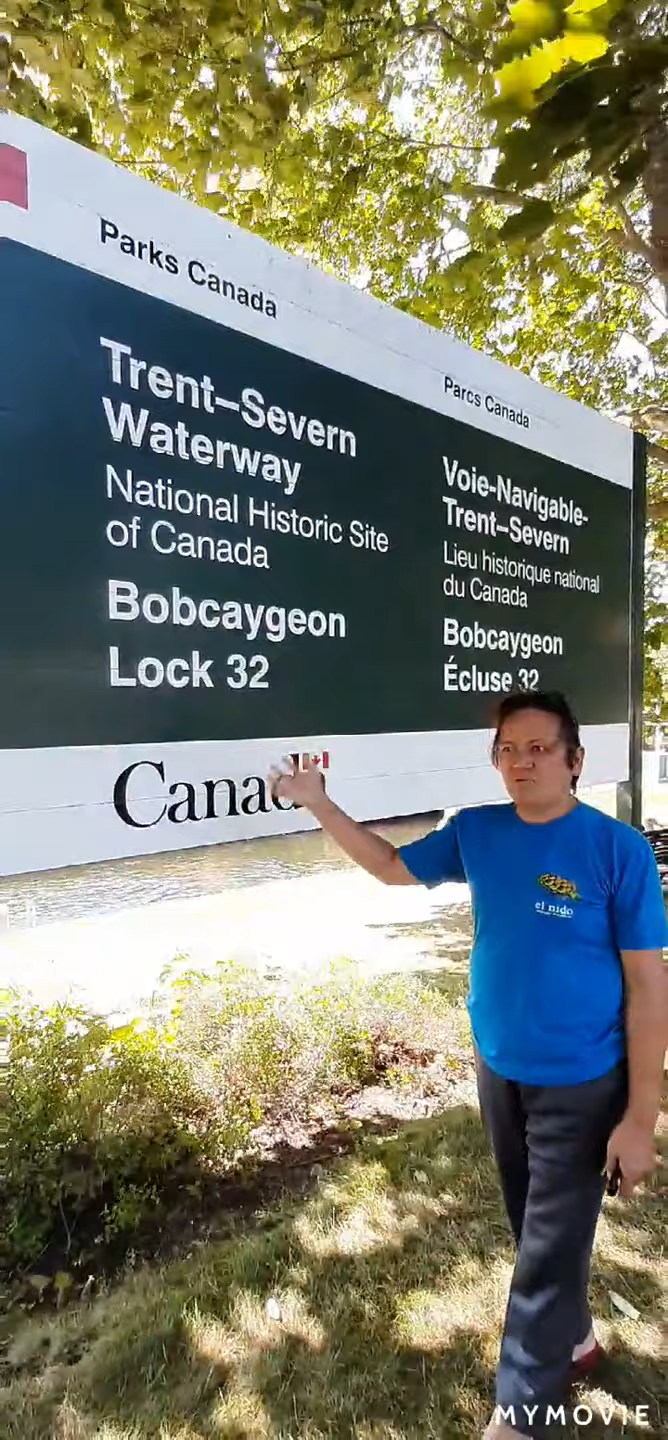 Parks Canada
Trent–Severn
Waterway
National Historic Site
of Canada
Bobcaygeon
Lock 32
Parcs Canada
Voie-Navigable-
Trent–Severn
Lieu historique national
du Canada
Bobcaygeon
Écluse 32
Canada
el nido
MYMOVIE